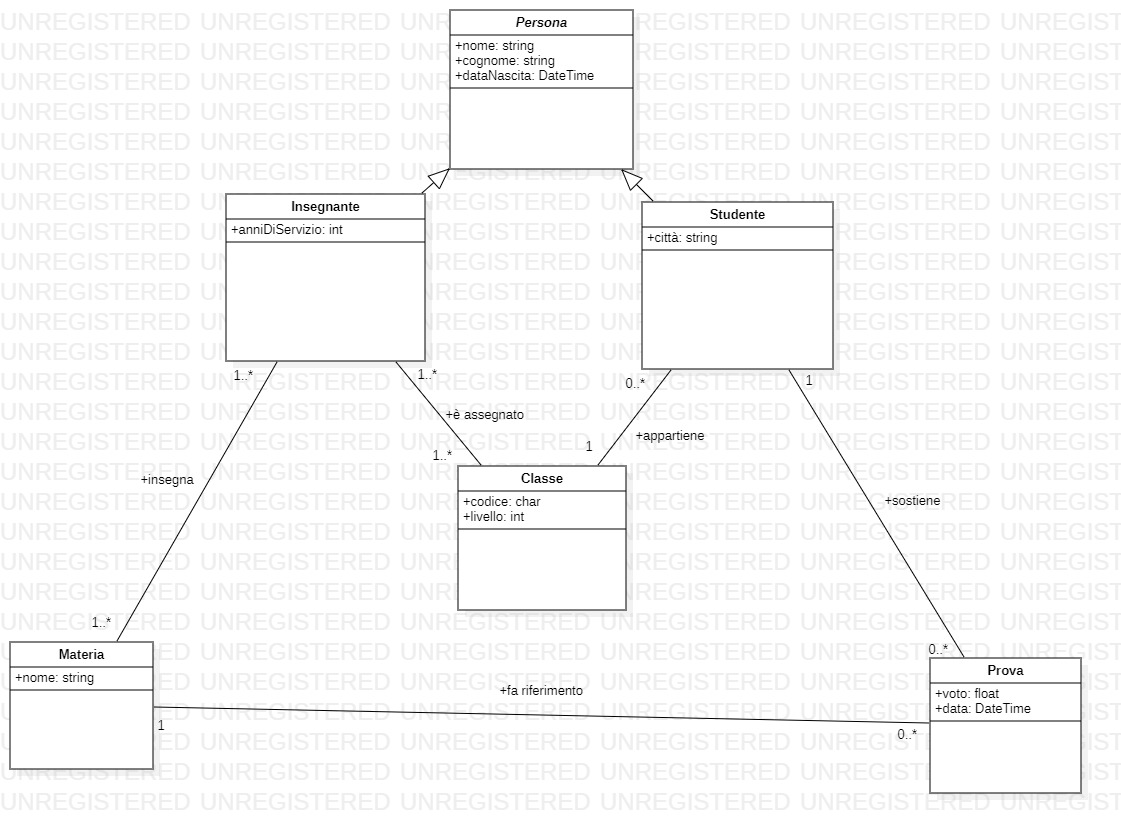 Persona
+nome: string
+cognome: string
+dataNascita: DateTime
Insegnante
+anniDiServizio: int
Studente
+città: string
1..*
1..*
0..*
1
+è assegnato
+appartiene
1..*
1
Classe
+codice: char
+livello: int
+insegna
+sostiene
1..*
0..*
Materia
+nome: string
Prova
+voto: float
+data: DateTime
+fa riferimento
1
0..*
UNREGISTERED